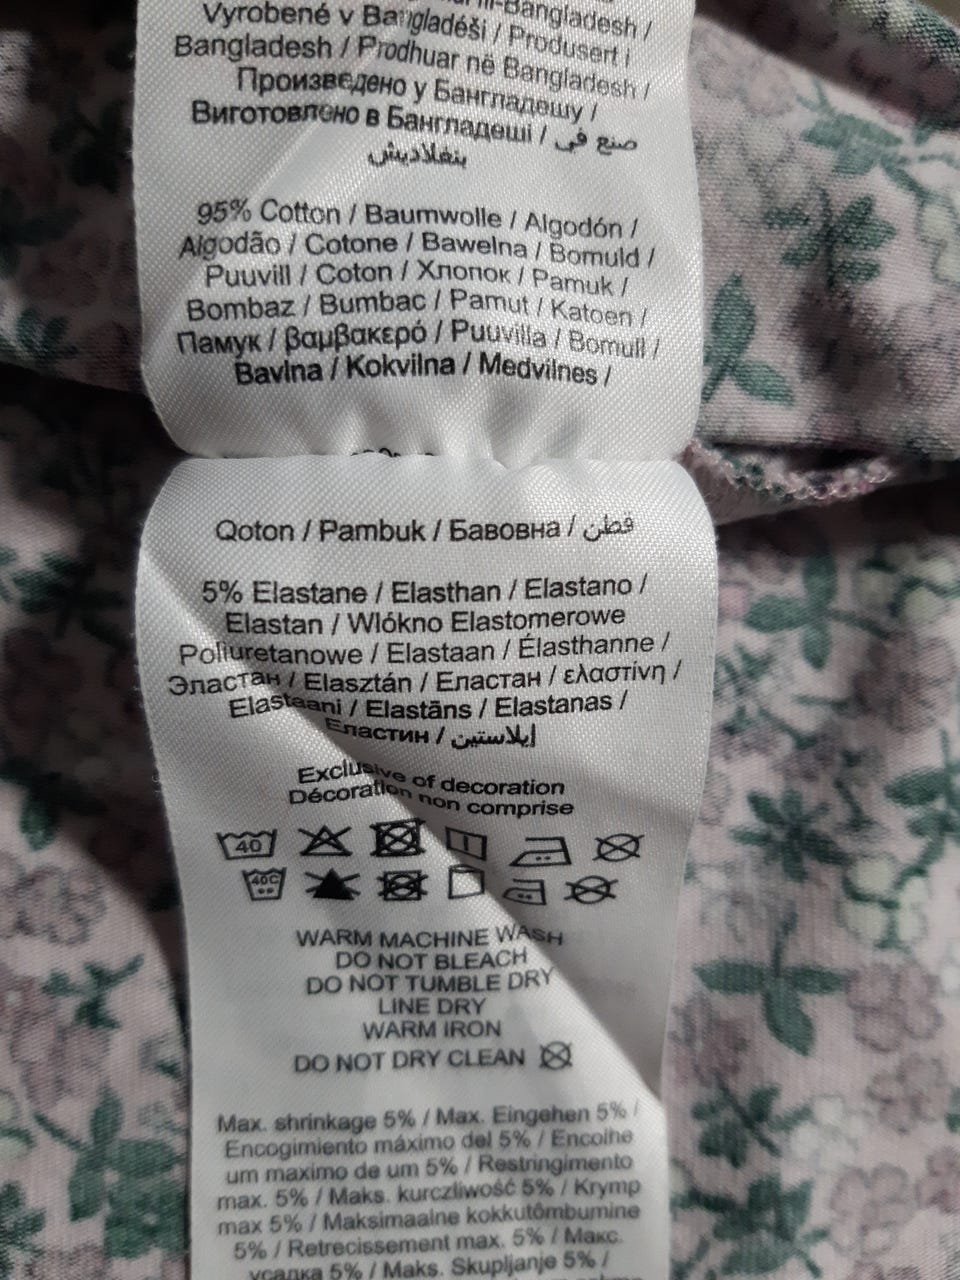 Bangladesh /
Vyrobené v Bangladéši / Produsert i
Bangladesh / Prodhuar në Bangladesh /
Произведено у Бангладешу /
Виготовлено в Бангладеші / صنع في
بنغلاديش
95% Cotton / Baumwolle / Algodón /
Algodão / Cotone / Bawełna / Bomuld /
Puuvill / Coton / Хлопок / Pamuk /
Bombaz / Bumbac / Pamut / Katoen /
Памук / βαμβακερό / Puuvilla / Bomull /
Bavlna / Kokvilna / Medvilnes /
Qoton / Pambuk / Бавовна / قطن
5% Elastane / Elasthan / Elastano /
Elastan / Włókno Elastomerowe
Poliuretanowe / Elastaan / Élasthanne /
Эластан / Elasztán / Еластан / ελαστίνη /
Elastaani / Elastāns / Elastanas /
Еластин / إيلاستين
Exclusive of decoration
Décoration non comprise
40
40C
WARM MACHINE WASH
DO NOT BLEACH
DO NOT TUMBLE DRY
LINE DRY
WARM IRON
DO NOT DRY CLEAN
Max. shrinkage 5% / Max. Eingehen 5% /
Encogimiento máximo del 5% / Encolhe
um maximo de um 5% / Restringimento
max. 5% / Maks. kurczliwość 5% / Krymp
max 5% / Maksimaalne kokkutõmbumine
5% / Retrecissement max. 5% / Макс.
усадка 5% / Maks. Skupljanje 5% /